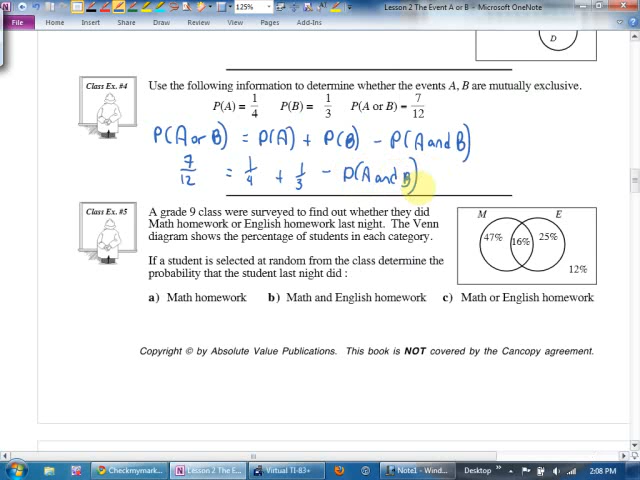 125%
Lesson 2 The Event A or B - Microsoft OneNote
File Home Insert Share Draw Review View Page Add-Ins
D
Class Ex. #4
Use the following information to determine whether the events A, B are mutually exclusive.
P(A) = 1/4 P(B) = 1/3 P(A or B) = 7/12
P(A or B) = P(A) + P(B) - P(A and B)
7/12 = 1/4 + 1/3 - P(A and B)
Class Ex. #5
A grade 9 class were surveyed to find out whether they did
Math homework or English homework last night. The Venn
diagram shows the percentage of students in each category.
If a student is selected at random from the class determine the
probability that the student last night did :
a) Math homework b) Math and English homework c) Math or English homework
M E
47% 16% 25%
12%
Copyright © by Absolute Value Publications. This book is NOT covered by the Cancopy agreement.
Checkmymark... Lesson 2 The E... Virtual TI-83+ Note1 - Wind... Desktop » 2:08 PM